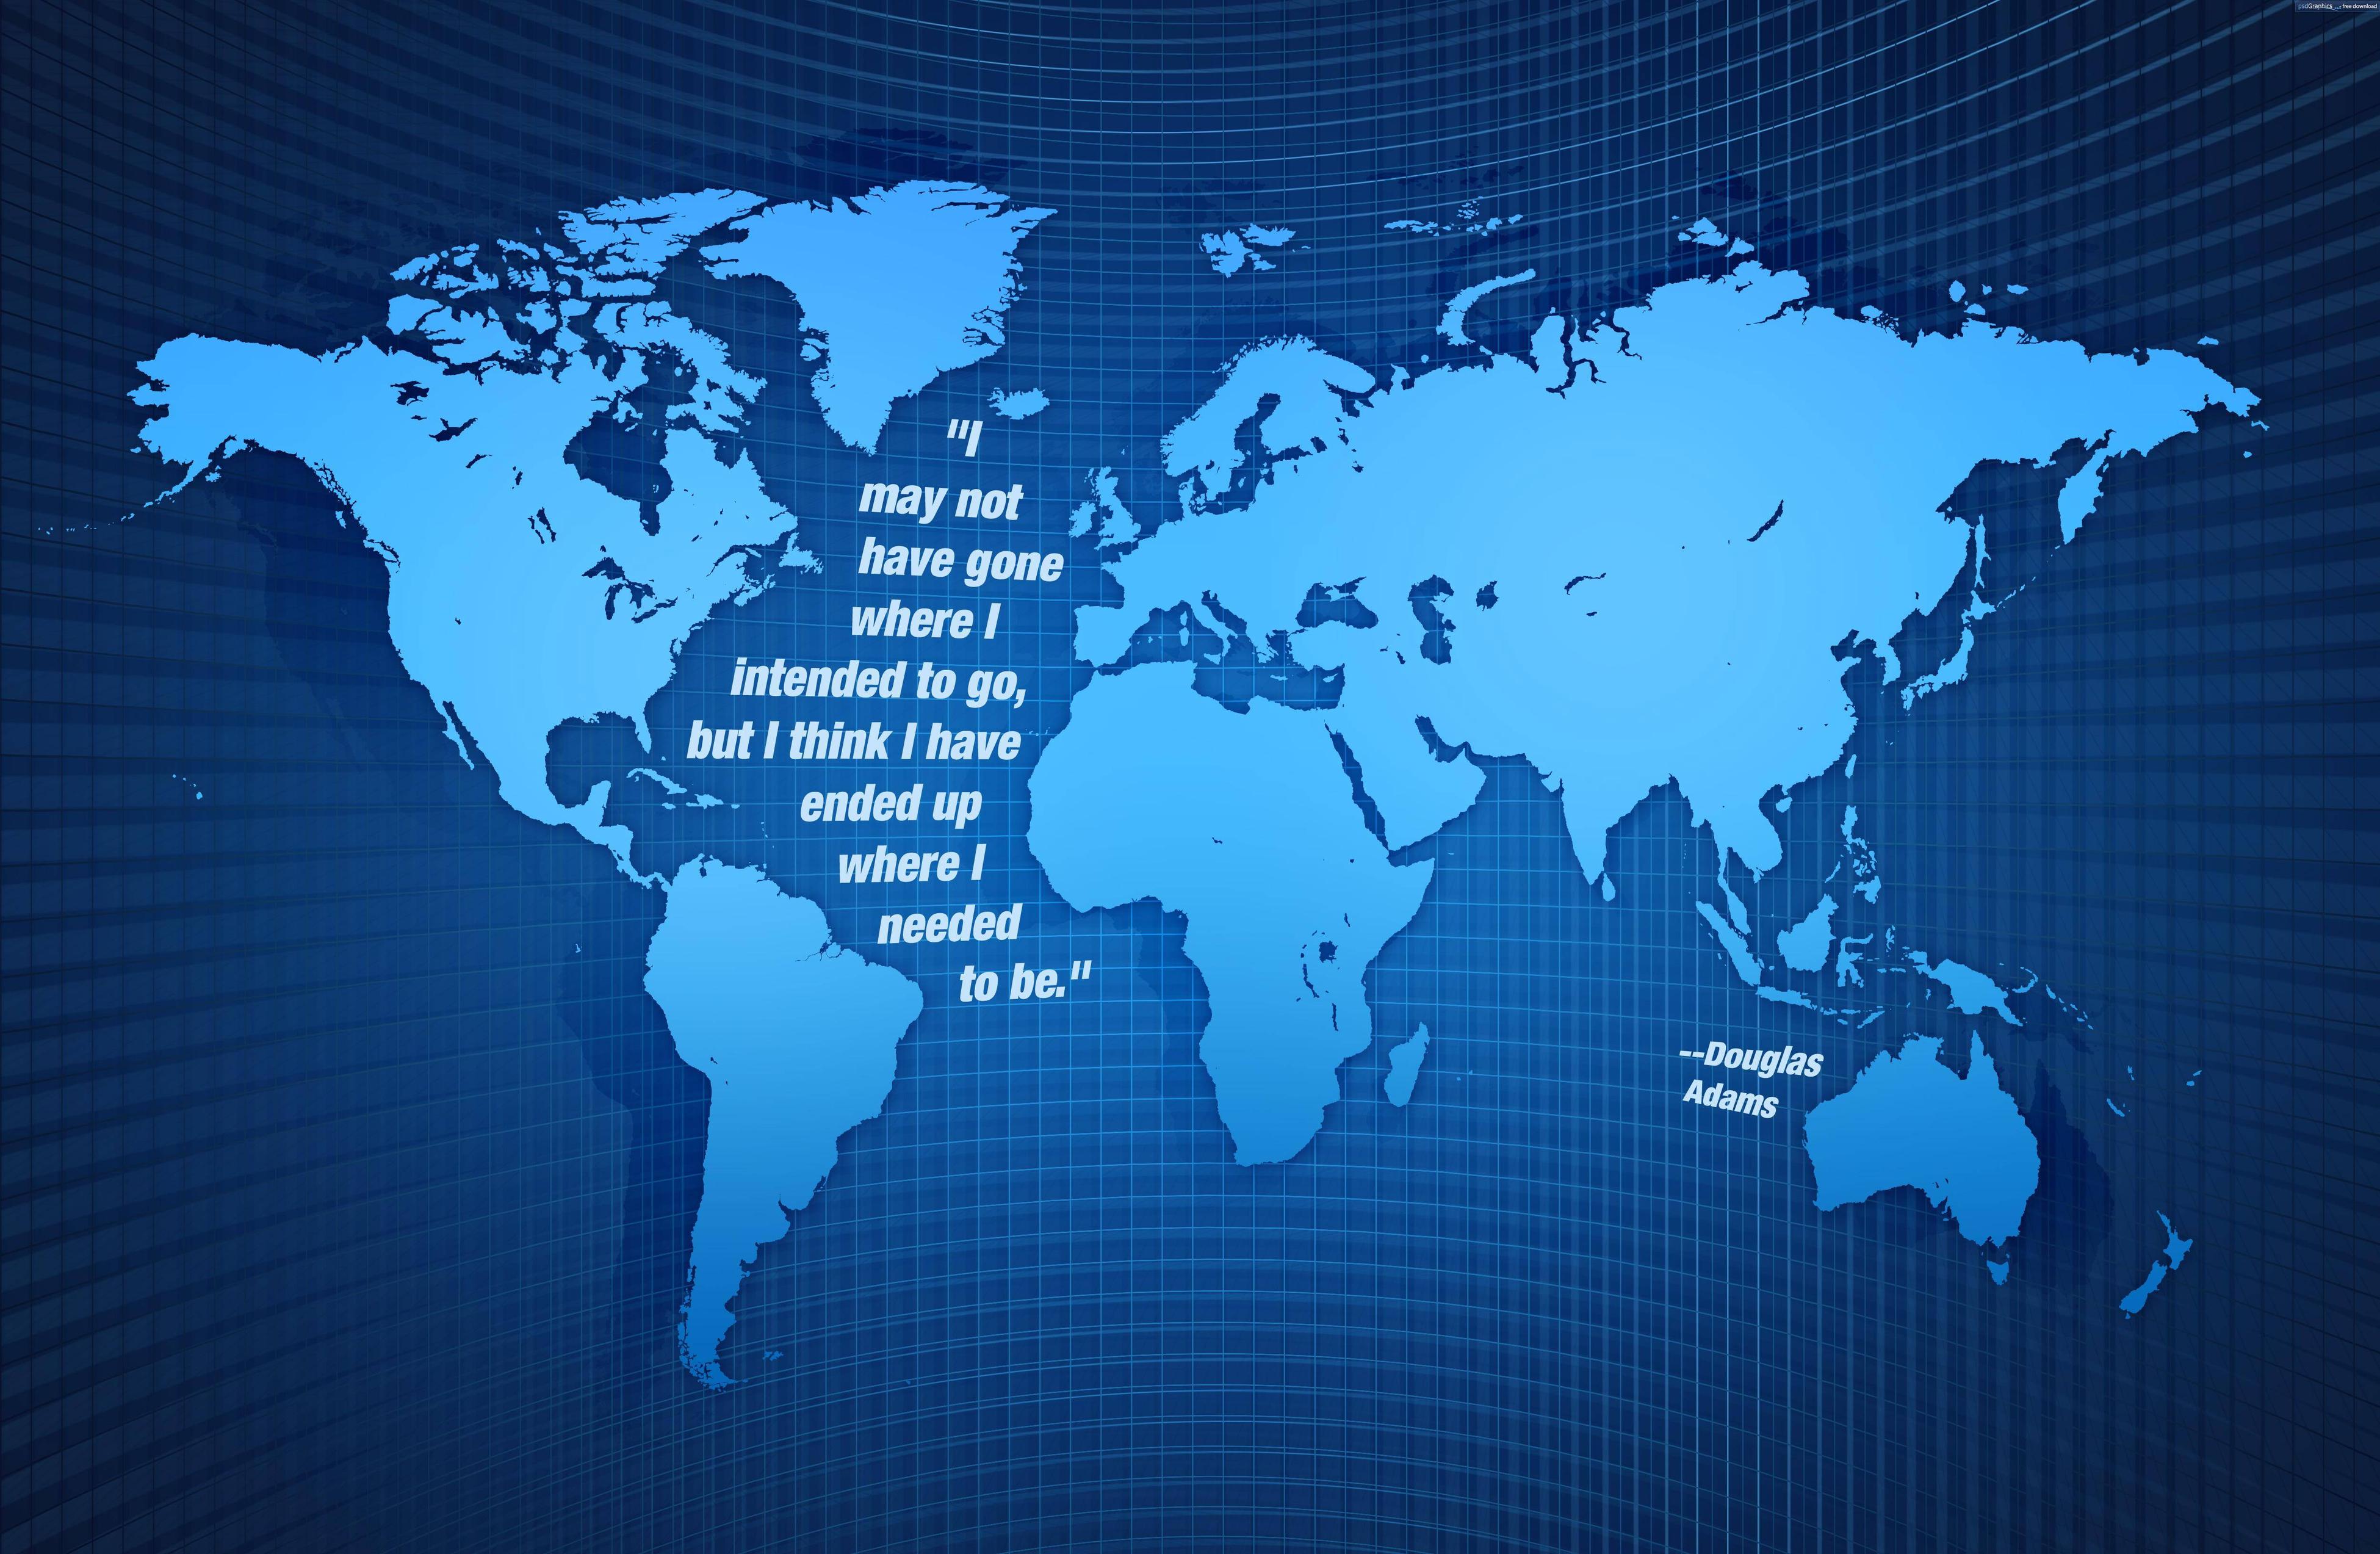 psdGraphics free download
"I
may not
have gone
where I
intended to go,
but I think I have
ended up
where I
needed
to be."
--Douglas
Adams